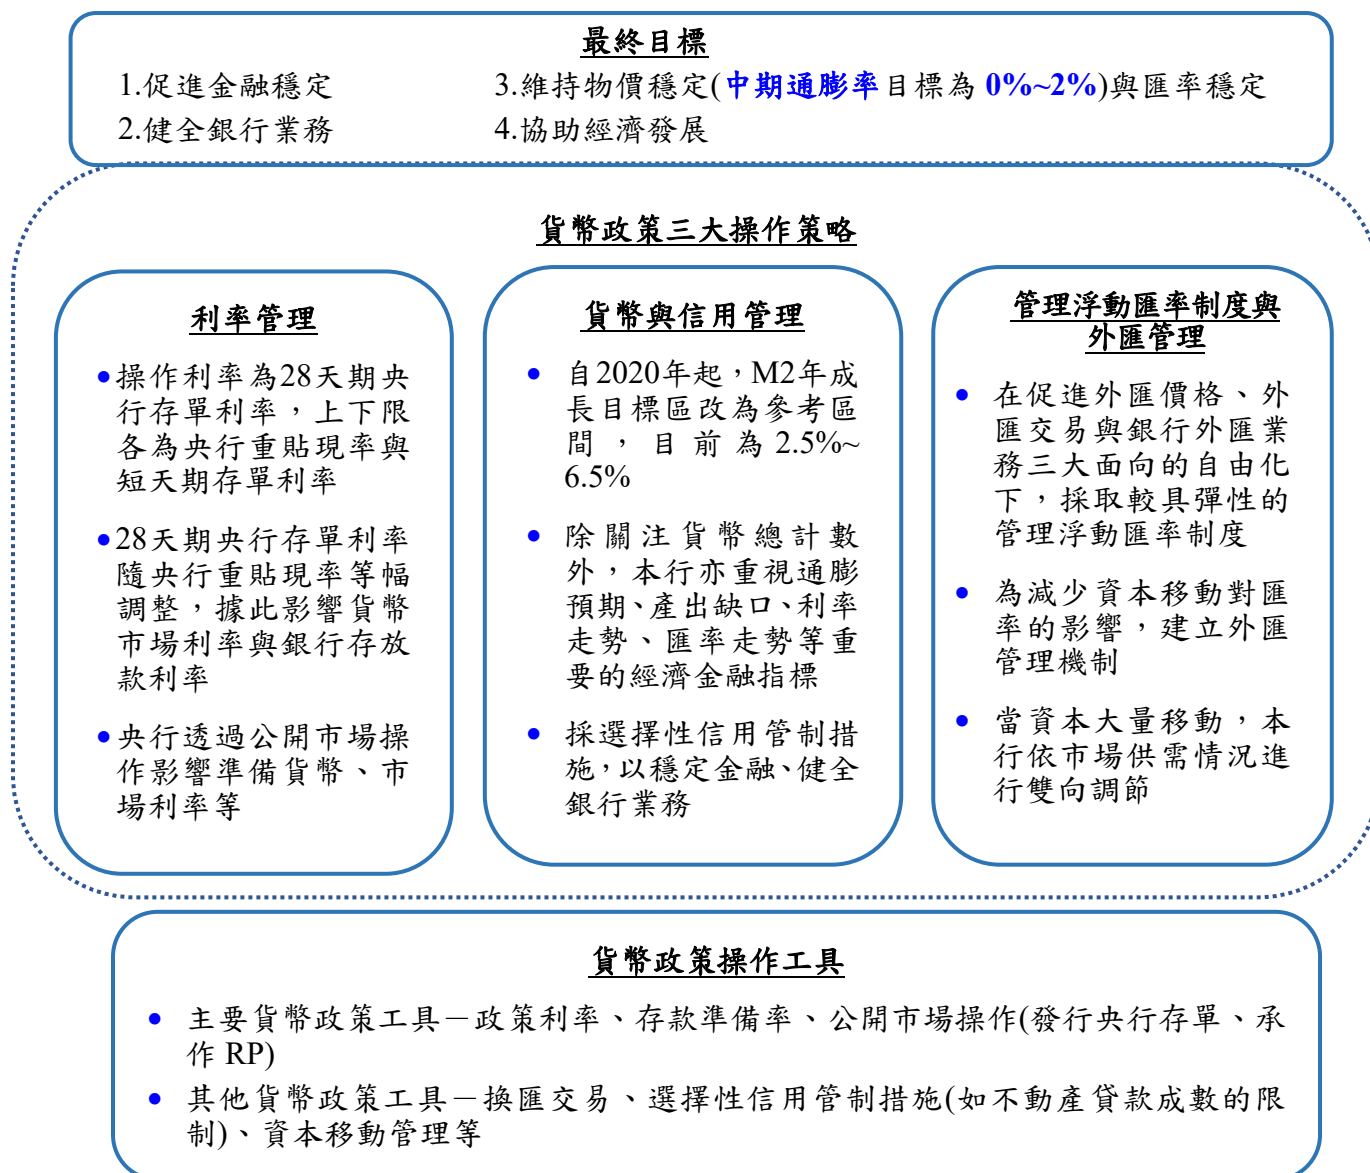 最終目標
1.促進金融穩定
3.維持物價穩定(中期通膨率目標為 0%~2%)與匯率穩定
2.健全銀行業務
4.協助經濟發展
貨幣政策三大操作策略
利率管理
•操作利率為28天期央
行存單利率，上下限
各為央行重貼現率與
短天期存單利率
•28天期央行存單利率
隨央行重貼現率等幅
調整，據此影響貨幣
市場利率與銀行存放
款利率
•央行透過公開市場操
作影響準備貨幣、市
場利率等
貨幣與信用管理
• 自2020年起，M2年成
長目標區改為參考區
間，目前為2.5%~
6.5%
• 除關注貨幣總計數
外，本行亦重視通膨
預期、產出缺口、利率
走勢、匯率走勢等重
要的經濟金融指標
• 採選擇性信用管制措
施，以穩定金融、健全
銀行業務
管理浮動匯率制度與
外匯管理
• 在促進外匯價格、外
匯交易與銀行外匯業
務三大面向的自由化
下，採取較具彈性的
管理浮動匯率制度
• 為減少資本移動對匯
率的影響，建立外匯
管理機制
• 當資本大量移動，本
行依市場供需情況進
行雙向調節
貨幣政策操作工具
• 主要貨幣政策工具－政策利率、存款準備率、公開市場操作(發行央行存單、承
作 RP)
• 其他貨幣政策工具－換匯交易、選擇性信用管制措施(如不動產貸款成數的限
制)、資本移動管理等